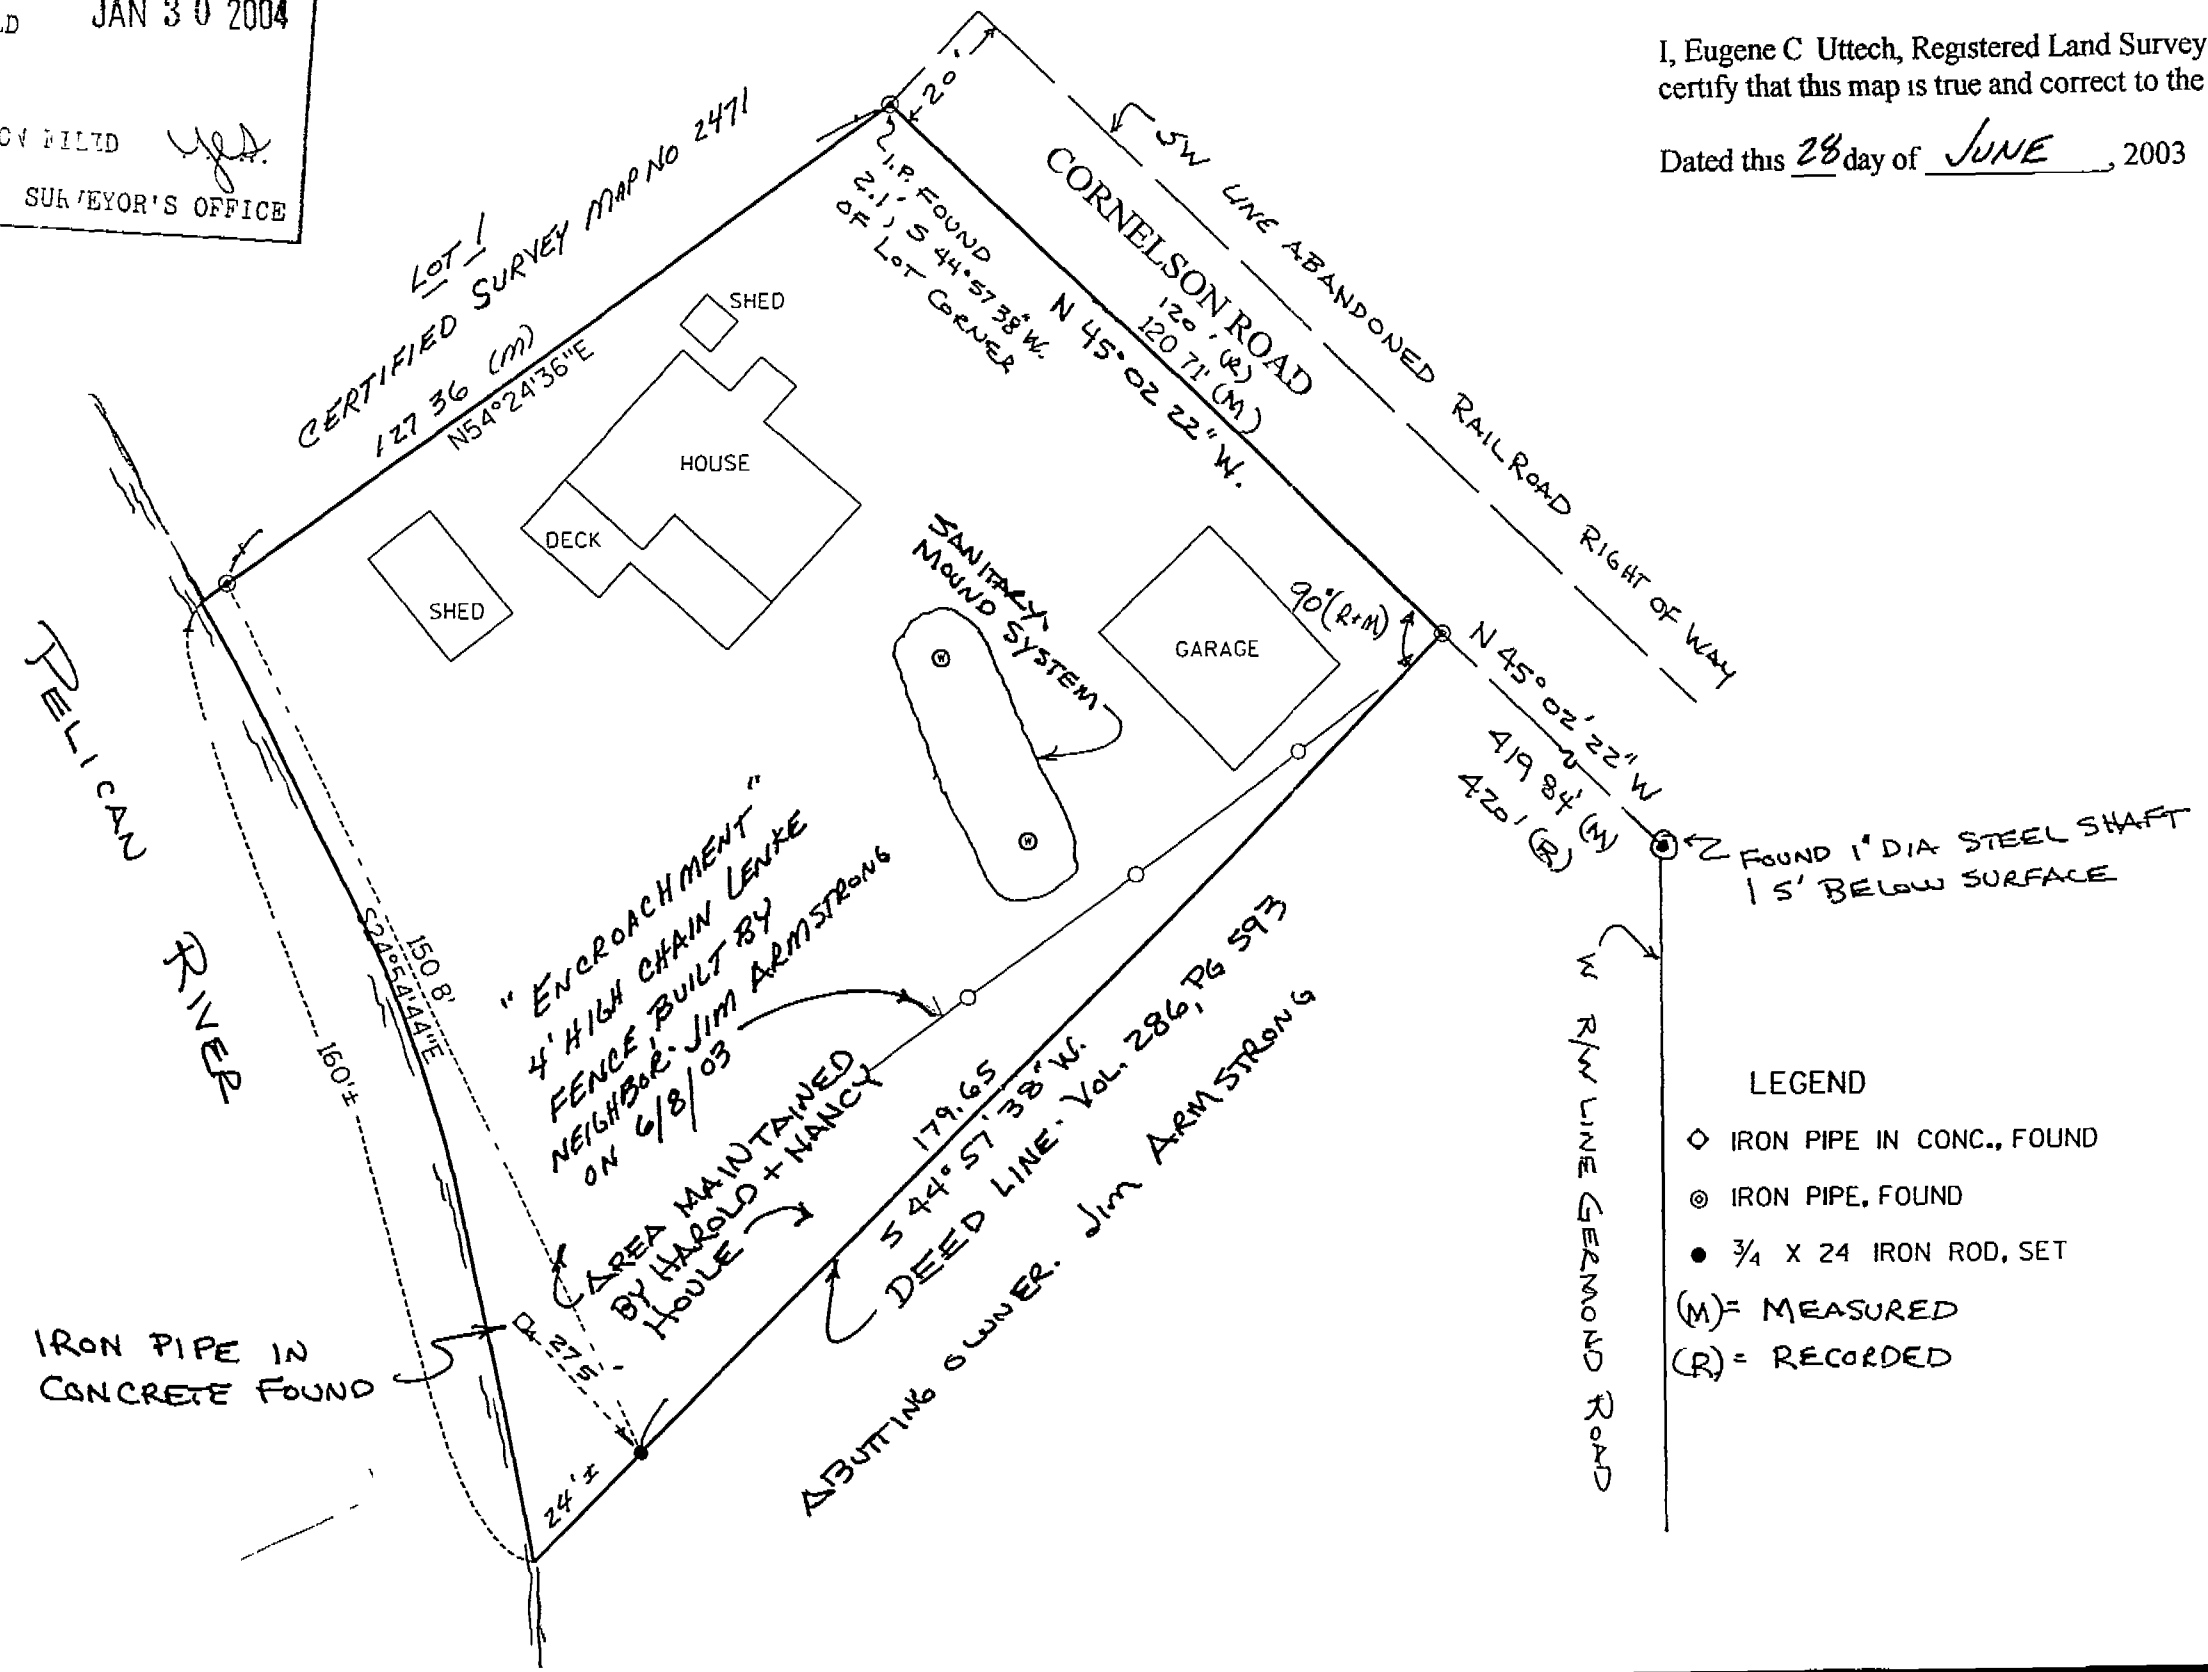 JAN 30 2004
FILED yes.
SURVEYOR'S OFFICE
I, Eugene C Uttech, Registered Land Survey
certify that this map is true and correct to the
Dated this 28 day of JUNE, 2003
LOT 1
CERTIFIED SURVEY MAP NO 2471
127 36 (M)
N54°24'36"E
20'
I.P. FOUND
2.1', S 44°57 38" W.
OF LOT CORNER
SW LINE ABANDONED RAILROAD RIGHT OF WAY
CORNELSON ROAD
120' (R)
120 71' (M)
N 45° 02 22" W.
SHED
HOUSE
DECK
SHED
SANITARY
MOUND SYSTEM
W
W
GARAGE
90° (R+M)
N 45° 02' 22" W
419 84' (M)
420' (R)
FOUND 1" DIA STEEL SHAFT
1 5' BELOW SURFACE
W R/W LINE GERMOND ROAD
PELICAN
RIVER
150 8'
S24°54'44"E
160'±
"ENCROACHMENT"
4' HIGH CHAIN LENKE
FENCE, BUILT BY
NEIGHBOR. JIM ARMSTRONG
ON 6/8/03
AREA MAINTAINED
BY HAROLD + NANCY
HOULE
179.65
S 44° 57' 38" W.
DEED LINE. VOL. 286, PG 593
ABUTTING OWNER. JIM ARMSTRONG
IRON PIPE IN
CONCRETE FOUND
27 5'
24'±
LEGEND
◇ IRON PIPE IN CONC., FOUND
◎ IRON PIPE, FOUND
● 3/4 X 24 IRON ROD, SET
(M)= MEASURED
(R)= RECORDED